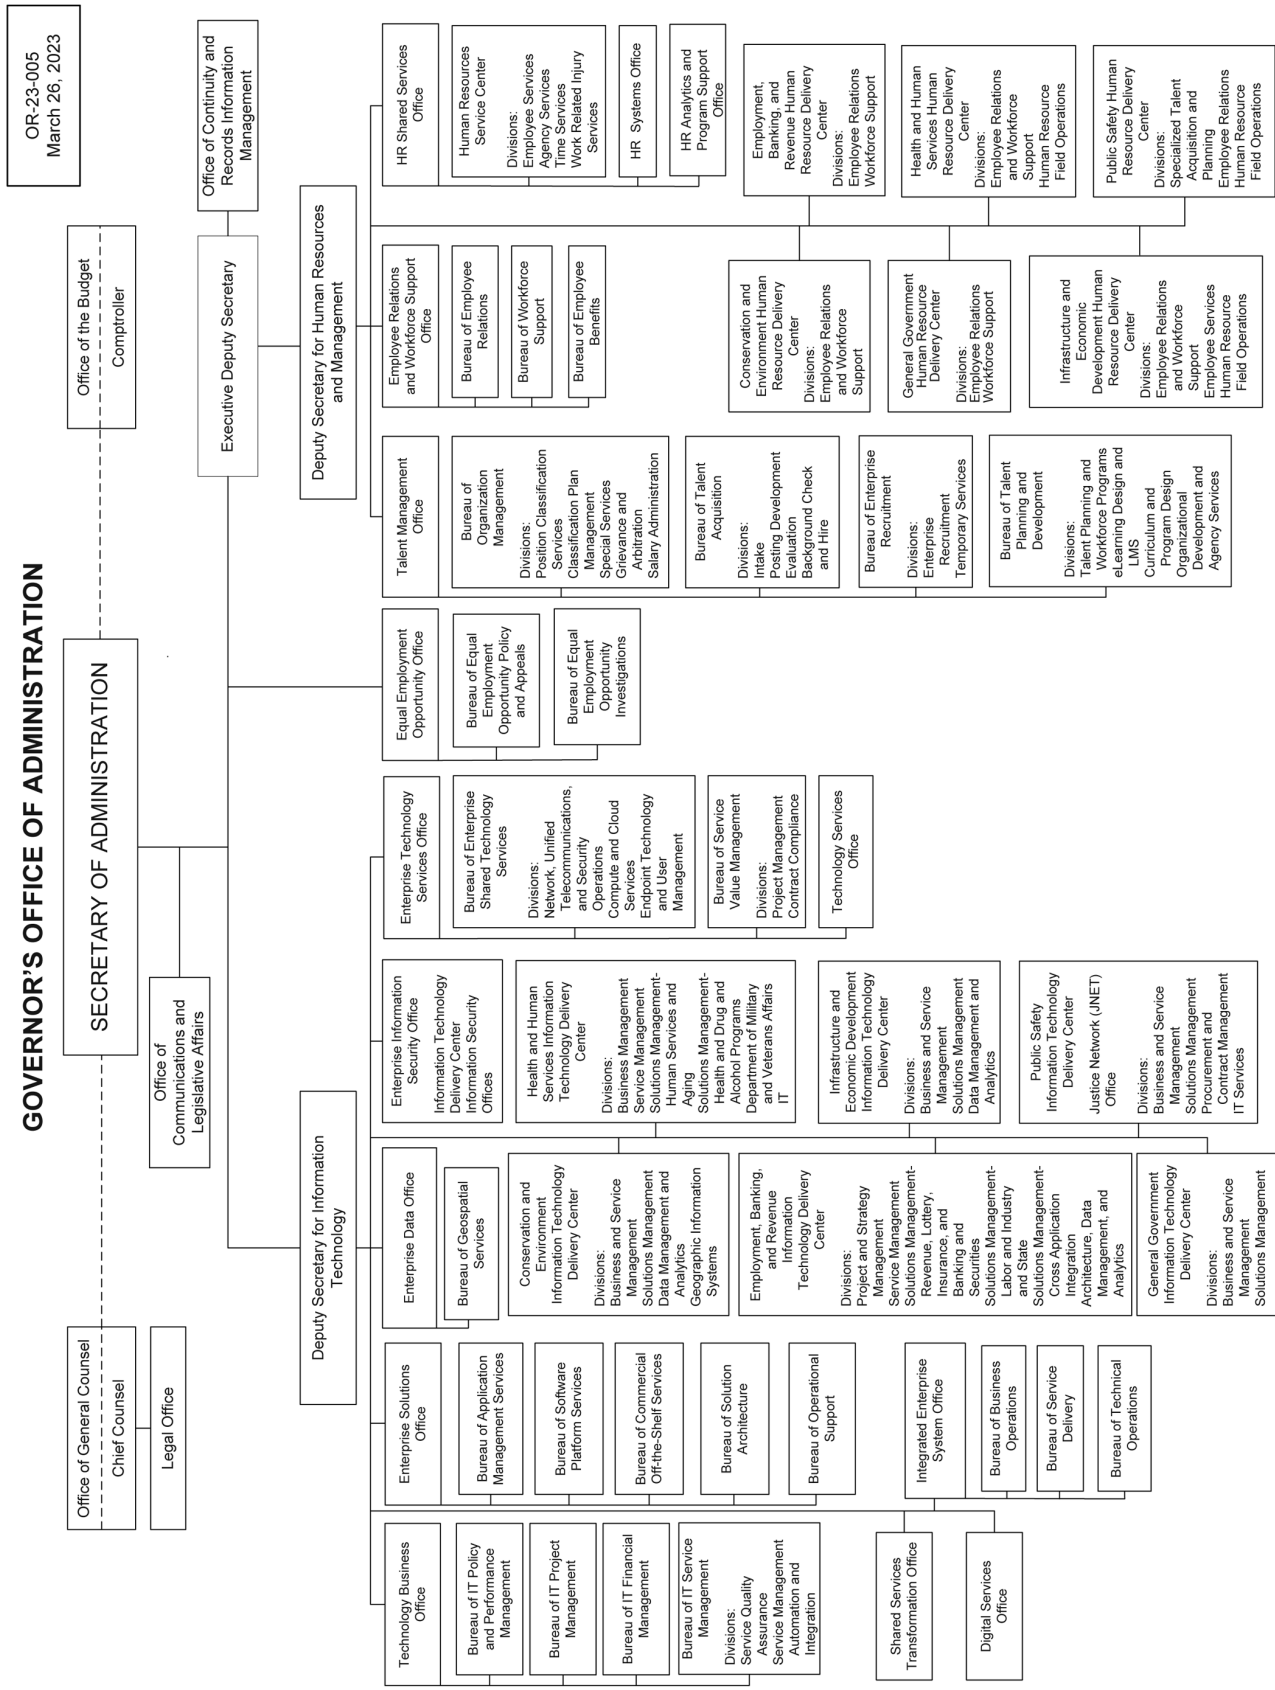 OR-23-005
March 26, 2023
GOVERNOR'S OFFICE OF ADMINISTRATION
SECRETARY OF ADMINISTRATION
Office of General Counsel
Chief Counsel
Legal Office
Office of the Budget
Comptroller
Office of
Communications and
Legislative Affairs
Executive Deputy Secretary
Office of Continuity and
Records Information
Management
Deputy Secretary for Information
Technology
Deputy Secretary for Human Resources
and Management
Technology Business
Office
Bureau of IT Policy
and Performance
Management
Bureau of IT Project
Management
Bureau of IT Financial
Management
Bureau of IT Service
Management
Divisions:
Service Quality
Assurance
Service Management
Automation and
Integration
Shared Services
Transformation Office
Digital Services
Office
Enterprise Solutions
Office
Bureau of Application
Management Services
Bureau of Software
Platform Services
Bureau of Commercial
Off-the-Shelf Services
Bureau of Solution
Architecture
Bureau of Operational
Support
Integrated Enterprise
System Office
Bureau of Business
Operations
Bureau of Service
Delivery
Bureau of Technical
Operations
Enterprise Data Office
Bureau of Geospatial
Services
Conservation and
Environment
Information Technology
Delivery Center
Divisions:
Business and Service
Management
Solutions Management
Data Management and
Analytics
Geographic Information
Systems
Employment, Banking,
and Revenue
Information
Technology Delivery
Center
Divisions:
Project and Strategy
Management
Service Management
Solutions Management-
Revenue, Lottery,
Insurance, and
Banking and
Securities
Solutions Management-
Labor and Industry
and State
Solutions Management-
Cross Application
Integration
Architecture, Data
Management, and
Analytics
General Government
Information Technology
Delivery Center
Divisions:
Business and Service
Management
Solutions Management
Enterprise Information
Security Office
Information Technology
Delivery Center
Information Security
Offices
Health and Human
Services Information
Technology Delivery
Center
Divisions:
Business Management
Service Management
Solutions Management-
Human Services and
Aging
Solutions Management-
Health and Drug and
Alcohol Programs
Department of Military
and Veterans Affairs
IT
Infrastructure and
Economic Development
Information Technology
Delivery Center
Divisions:
Business and Service
Management
Solutions Management
Data Management and
Analytics
Public Safety
Information Technology
Delivery Center
Justice Network (JNET)
Office
Divisions:
Business and Service
Management
Solutions Management
Procurement and
Contract Management
IT Services
Enterprise Technology
Services Office
Bureau of Enterprise
Shared Technology
Services
Divisions:
Network, Unified
Telecommunications,
and Security
Operations
Compute and Cloud
Services
Endpoint Technology
and User
Management
Bureau of Service
Value Management
Divisions:
Project Management
Contract Compliance
Technology Services
Office
Equal Employment
Opportunity Office
Bureau of Equal
Employment
Opportunity Policy
and Appeals
Bureau of Equal
Employment
Opportunity
Investigations
Talent Management
Office
Bureau of
Organization
Management
Divisions:
Position Classification
Services
Classification Plan
Management
Special Services
Grievance and
Arbitration
Salary Administration
Bureau of Talent
Acquisition
Divisions:
Intake
Posting Development
Evaluation
Background Check
and Hire
Bureau of Enterprise
Recruitment
Divisions:
Enterprise
Recruitment
Temporary Services
Bureau of Talent
Planning and
Development
Divisions:
Talent Planning and
Workforce Programs
eLearning Design and
LMS
Curriculum and
Program Design
Organizational
Development and
Agency Services
Employee Relations
and Workforce Support
Office
Bureau of Employee
Relations
Bureau of Workforce
Support
Bureau of Employee
Benefits
Conservation and
Environment Human
Resource Delivery
Center
Divisions:
Employee Relations
and Workforce
Support
General Government
Human Resource
Delivery Center
Divisions:
Employee Relations
Workforce Support
Infrastructure and
Economic
Development Human
Resource Delivery
Center
Divisions:
Employee Relations
and Workforce
Support
Employee Services
Human Resource
Field Operations
HR Shared Services
Office
Human Resources
Service Center
Divisions:
Employee Services
Agency Services
Time Services
Work Related Injury
Services
HR Systems Office
HR Analytics and
Program Support
Office
Employment,
Banking, and
Revenue Human
Resource Delivery
Center
Divisions:
Employee Relations
Workforce Support
Health and Human
Services Human
Resource Delivery
Center
Divisions:
Employee Relations
and Workforce
Support
Human Resource
Field Operations
Public Safety Human
Resource Delivery
Center
Divisions:
Specialized Talent
Acquisition and
Planning
Employee Relations
Human Resource
Field Operations